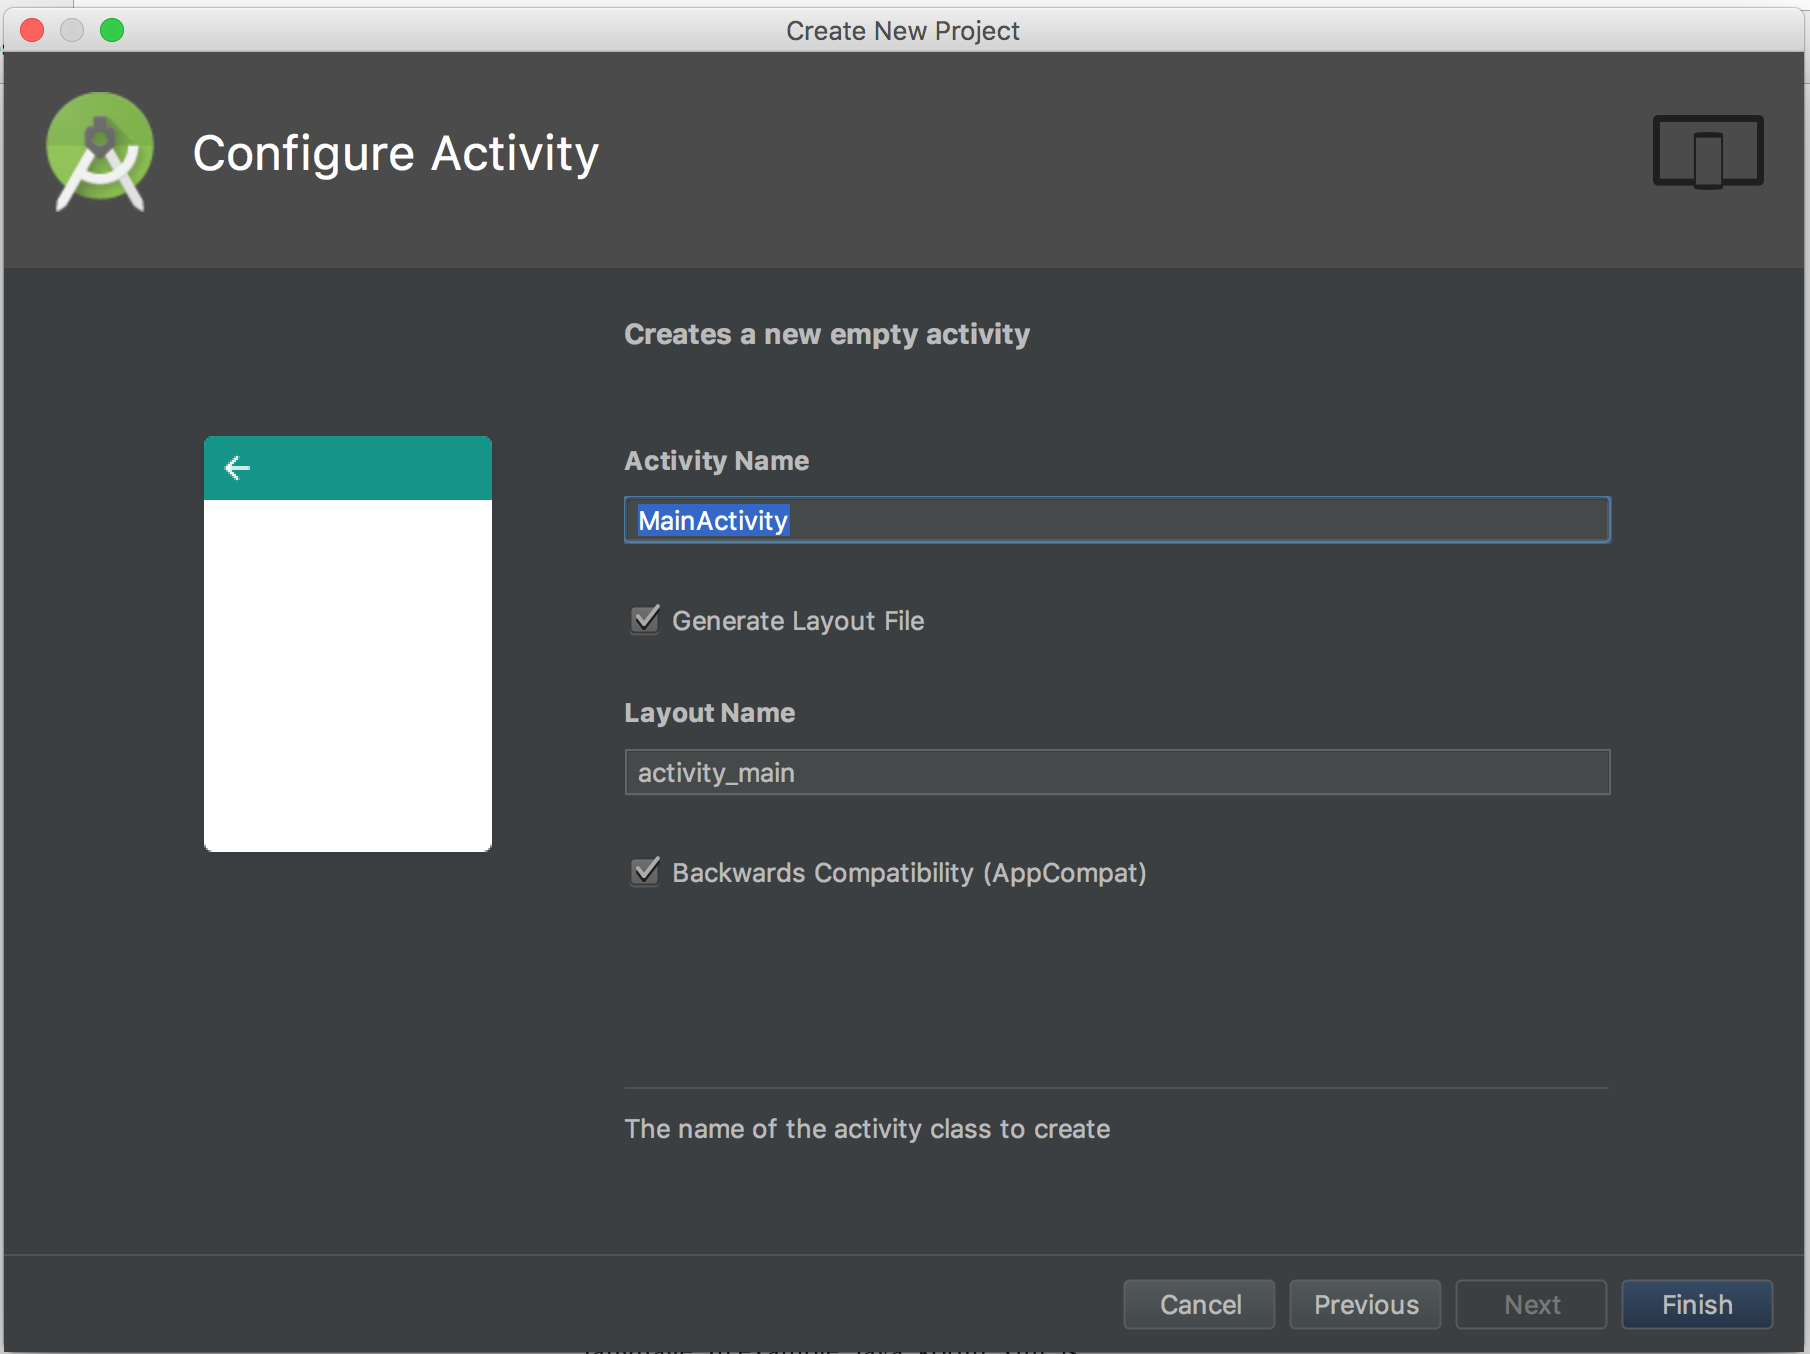 Create New Project
Configure Activity
Creates a new empty activity
Activity Name
MainActivity
Generate Layout File
Layout Name
activity_main
Backwards Compatibility (AppCompat)
The name of the activity class to create
Cancel
Previous
Next
Finish